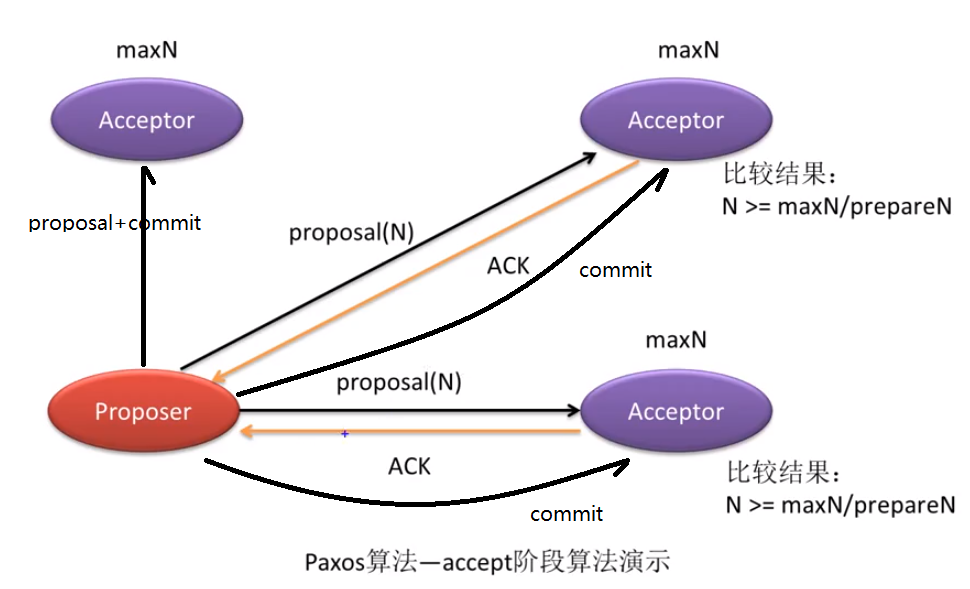 maxN
maxN
Acceptor
Acceptor
比较结果：
N >= maxN/prepareN
proposal+commit
proposal(N)
ACK
commit
maxN
proposal(N)
Proposer
Acceptor
ACK
比较结果：
N >= maxN/prepareN
commit
Paxos算法—accept阶段算法演示